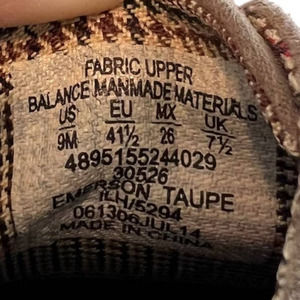 FABRIC UPPER
BALANCE MANMADE MATERIALS
US EU MX UK
9M 41½ 26 7½
4895155244029
30526
EMERSON TAUPE
ILH/5294
061306JUL14
MADE IN CHINA